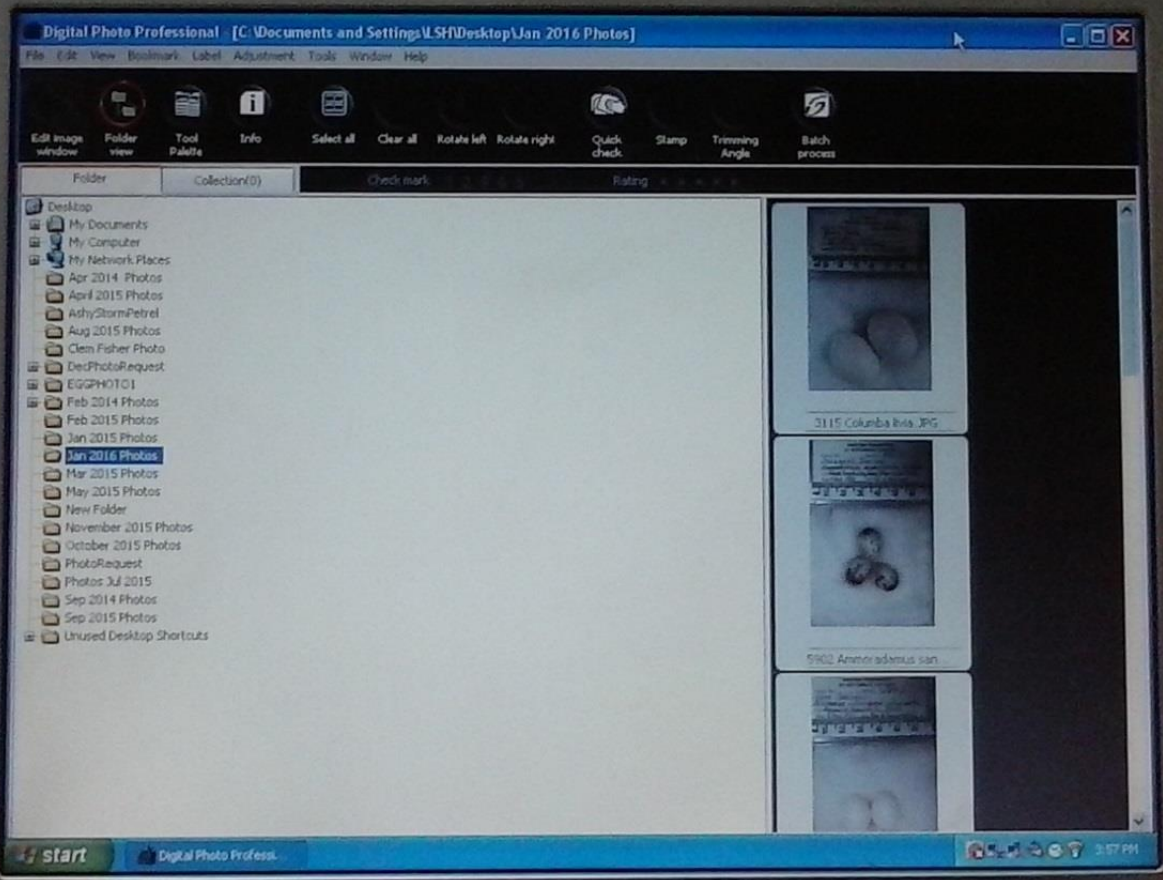 Digital Photo Professional - [C:\Documents and Settings\LSH\Desktop\Jan 2016 Photos]
File Edit View Bookmark Label Adjustment Tools Window Help
Edit image window
Folder view
Tool Palette
Info
Select all
Clear all
Rotate left
Rotate right
Quick check
Stamp
Trimming Angle
Batch process
Folder
Collection(0)
Check mark
Rating
Desktop
My Documents
My Computer
My Network Places
Apr 2014 Photos
April 2015 Photos
AshyStormPetrel
Aug 2015 Photos
Clem Fisher Photo
DecPhotoRequest
EGGPHOTO1
Feb 2014 Photos
Feb 2015 Photos
Jan 2015 Photos
Jan 2016 Photos
Mar 2015 Photos
May 2015 Photos
New Folder
November 2015 Photos
October 2015 Photos
PhotoRequest
Photos Jul 2015
Sep 2014 Photos
Sep 2015 Photos
Unused Desktop Shortcuts
3115 Columba livia.JPG
5902 Ammoradamus san...
start
Digital Photo Professi...
3:57 PM